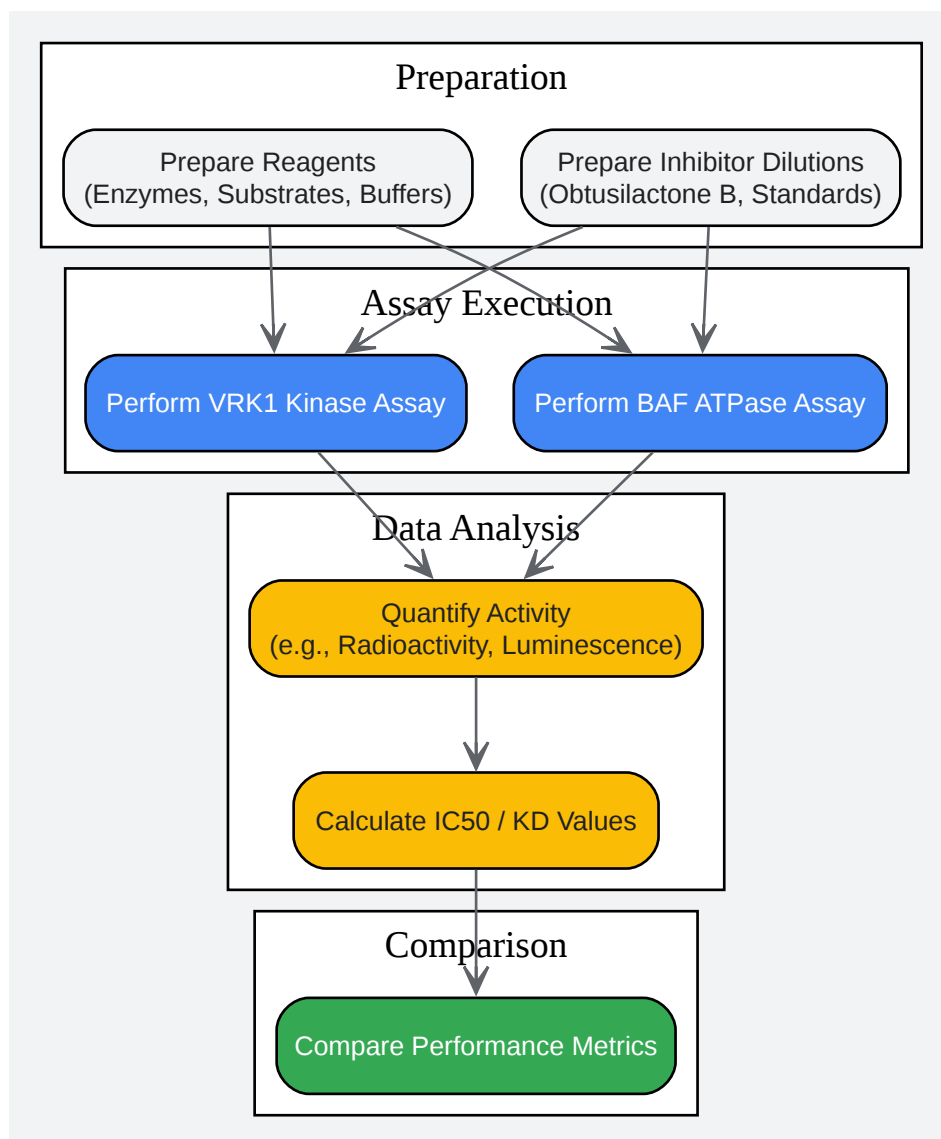 Preparation
Prepare Reagents
(Enzymes, Substrates, Buffers)
Prepare Inhibitor Dilutions
(Obtusilactone B, Standards)
Assay Execution
Perform VRK1 Kinase Assay
Perform BAF ATPase Assay
Data Analysis
Quantify Activity
(e.g., Radioactivity, Luminescence)
Calculate IC50 / KD Values
Comparison
Compare Performance Metrics